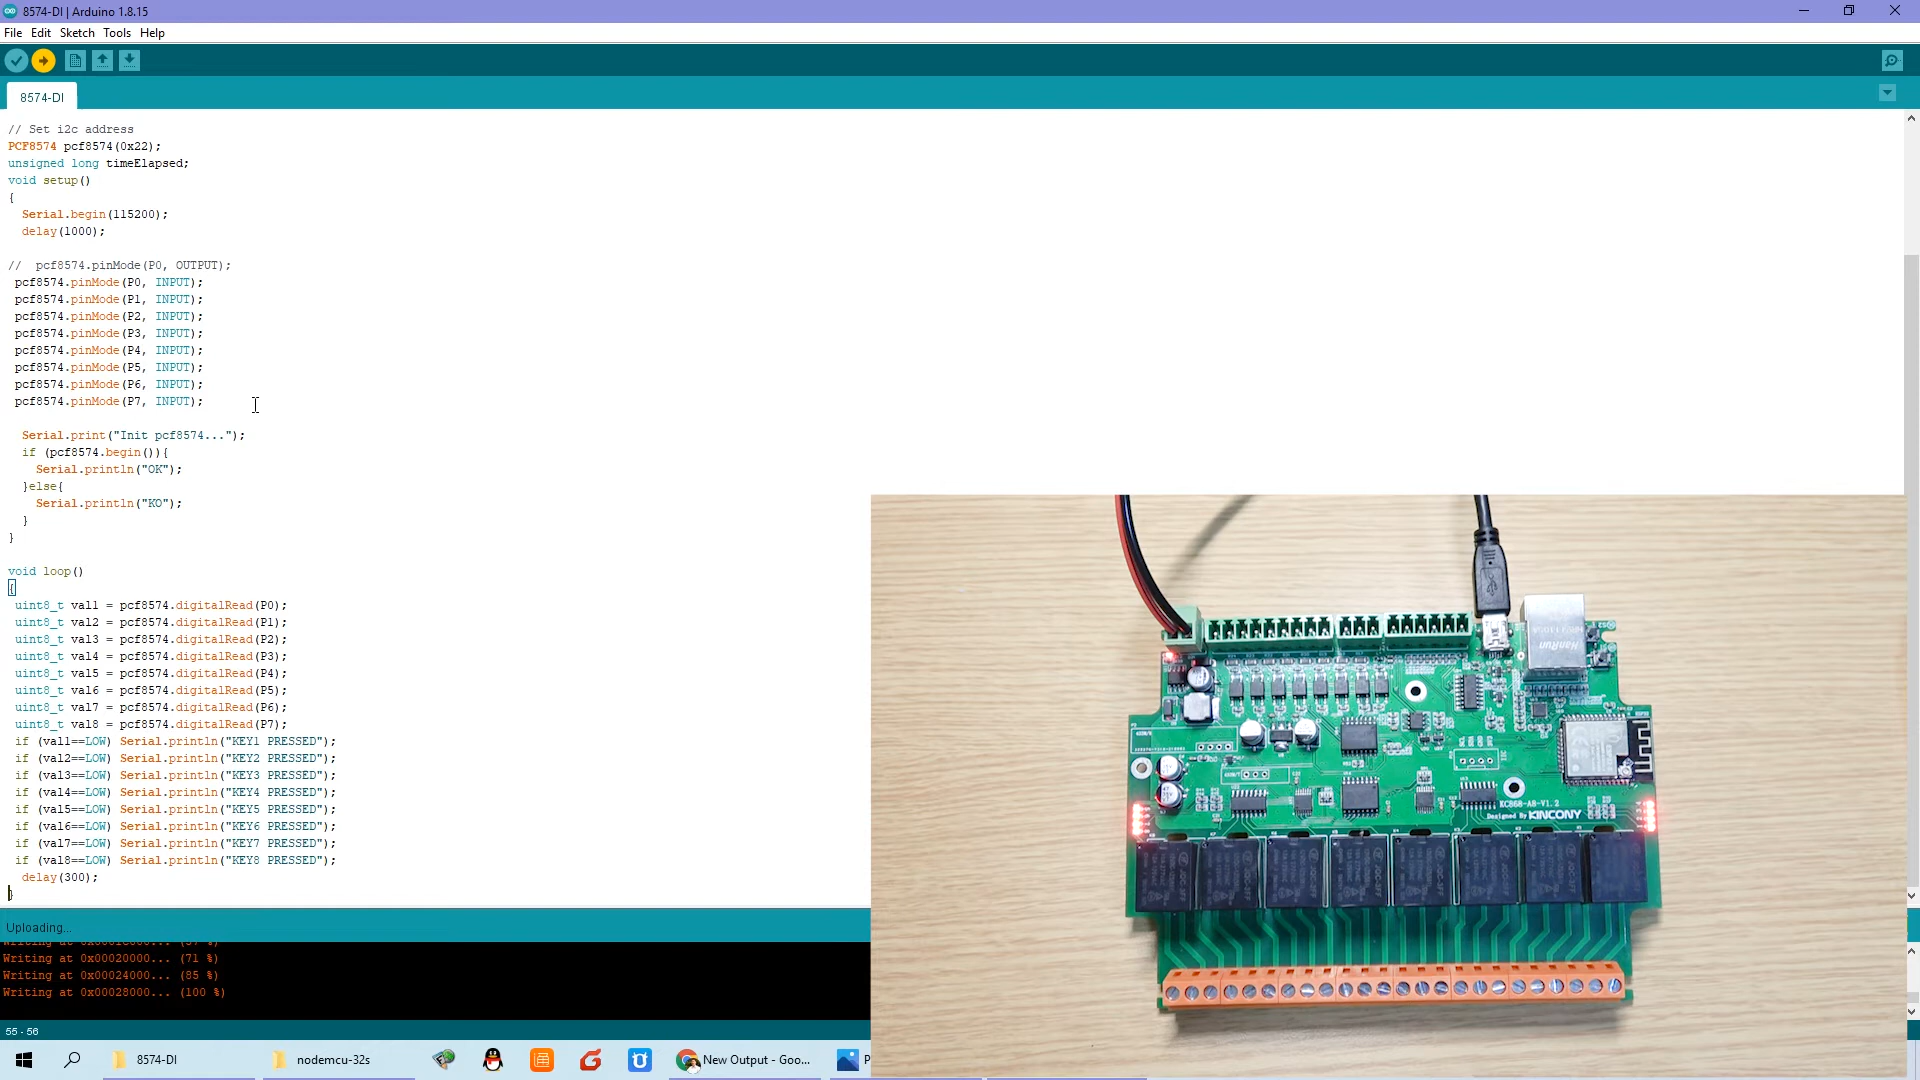 8574-DI | Arduino 1.8.15
File Edit Sketch Tools Help
8574-DI
// Set i2c address
PCF8574 pcf8574(0x22);
unsigned long timeElapsed;
void setup()
{
Serial.begin(115200);
delay(1000);
// pcf8574.pinMode(P0, OUTPUT);
pcf8574.pinMode(P0, INPUT);
pcf8574.pinMode(P1, INPUT);
pcf8574.pinMode(P2, INPUT);
pcf8574.pinMode(P3, INPUT);
pcf8574.pinMode(P4, INPUT);
pcf8574.pinMode(P5, INPUT);
pcf8574.pinMode(P6, INPUT);
pcf8574.pinMode(P7, INPUT);
Serial.print("Init pcf8574...");
if (pcf8574.begin()){
Serial.println("OK");
}else{
Serial.println("KO");
}
}
void loop()
{
uint8_t val1 = pcf8574.digitalRead(P0);
uint8_t val2 = pcf8574.digitalRead(P1);
uint8_t val3 = pcf8574.digitalRead(P2);
uint8_t val4 = pcf8574.digitalRead(P3);
uint8_t val5 = pcf8574.digitalRead(P4);
uint8_t val6 = pcf8574.digitalRead(P5);
uint8_t val7 = pcf8574.digitalRead(P6);
uint8_t val8 = pcf8574.digitalRead(P7);
if (val1==LOW) Serial.println("KEY1 PRESSED");
if (val2==LOW) Serial.println("KEY2 PRESSED");
if (val3==LOW) Serial.println("KEY3 PRESSED");
if (val4==LOW) Serial.println("KEY4 PRESSED");
if (val5==LOW) Serial.println("KEY5 PRESSED");
if (val6==LOW) Serial.println("KEY6 PRESSED");
if (val7==LOW) Serial.println("KEY7 PRESSED");
if (val8==LOW) Serial.println("KEY8 PRESSED");
delay(300);
}
Uploading...
Writing at 0x00020000... (71 %)
Writing at 0x00024000... (85 %)
Writing at 0x00028000... (100 %)
55 - 56
8574-DI
nodemcu-32s
New Output - Goo...
HanRun
KC868-A8-V1.2
Designed By KINCONY